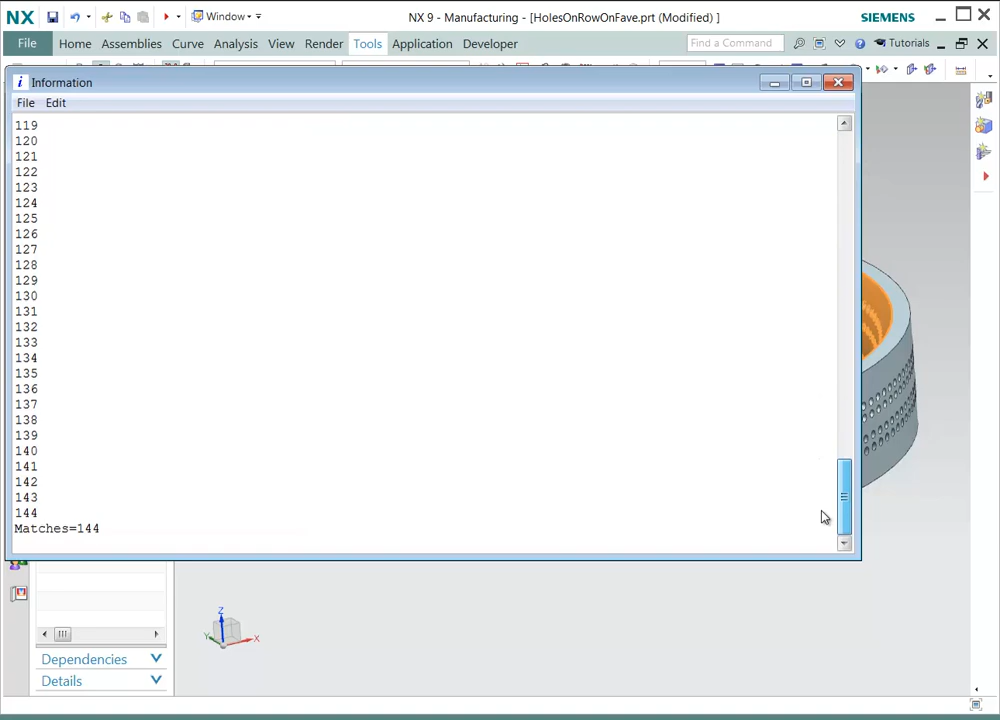 NX
Window
NX 9 - Manufacturing - [HolesOnRowOnFave.prt (Modified) ]
SIEMENS
File Home Assemblies Curve Analysis View Render Tools Application Developer
Find a Command
Tutorials
i Information
File Edit
119
120
121
122
123
124
125
126
127
128
129
130
131
132
133
134
135
136
137
138
139
140
141
142
143
144
Matches=144
Z
Y
X
Dependencies
Details